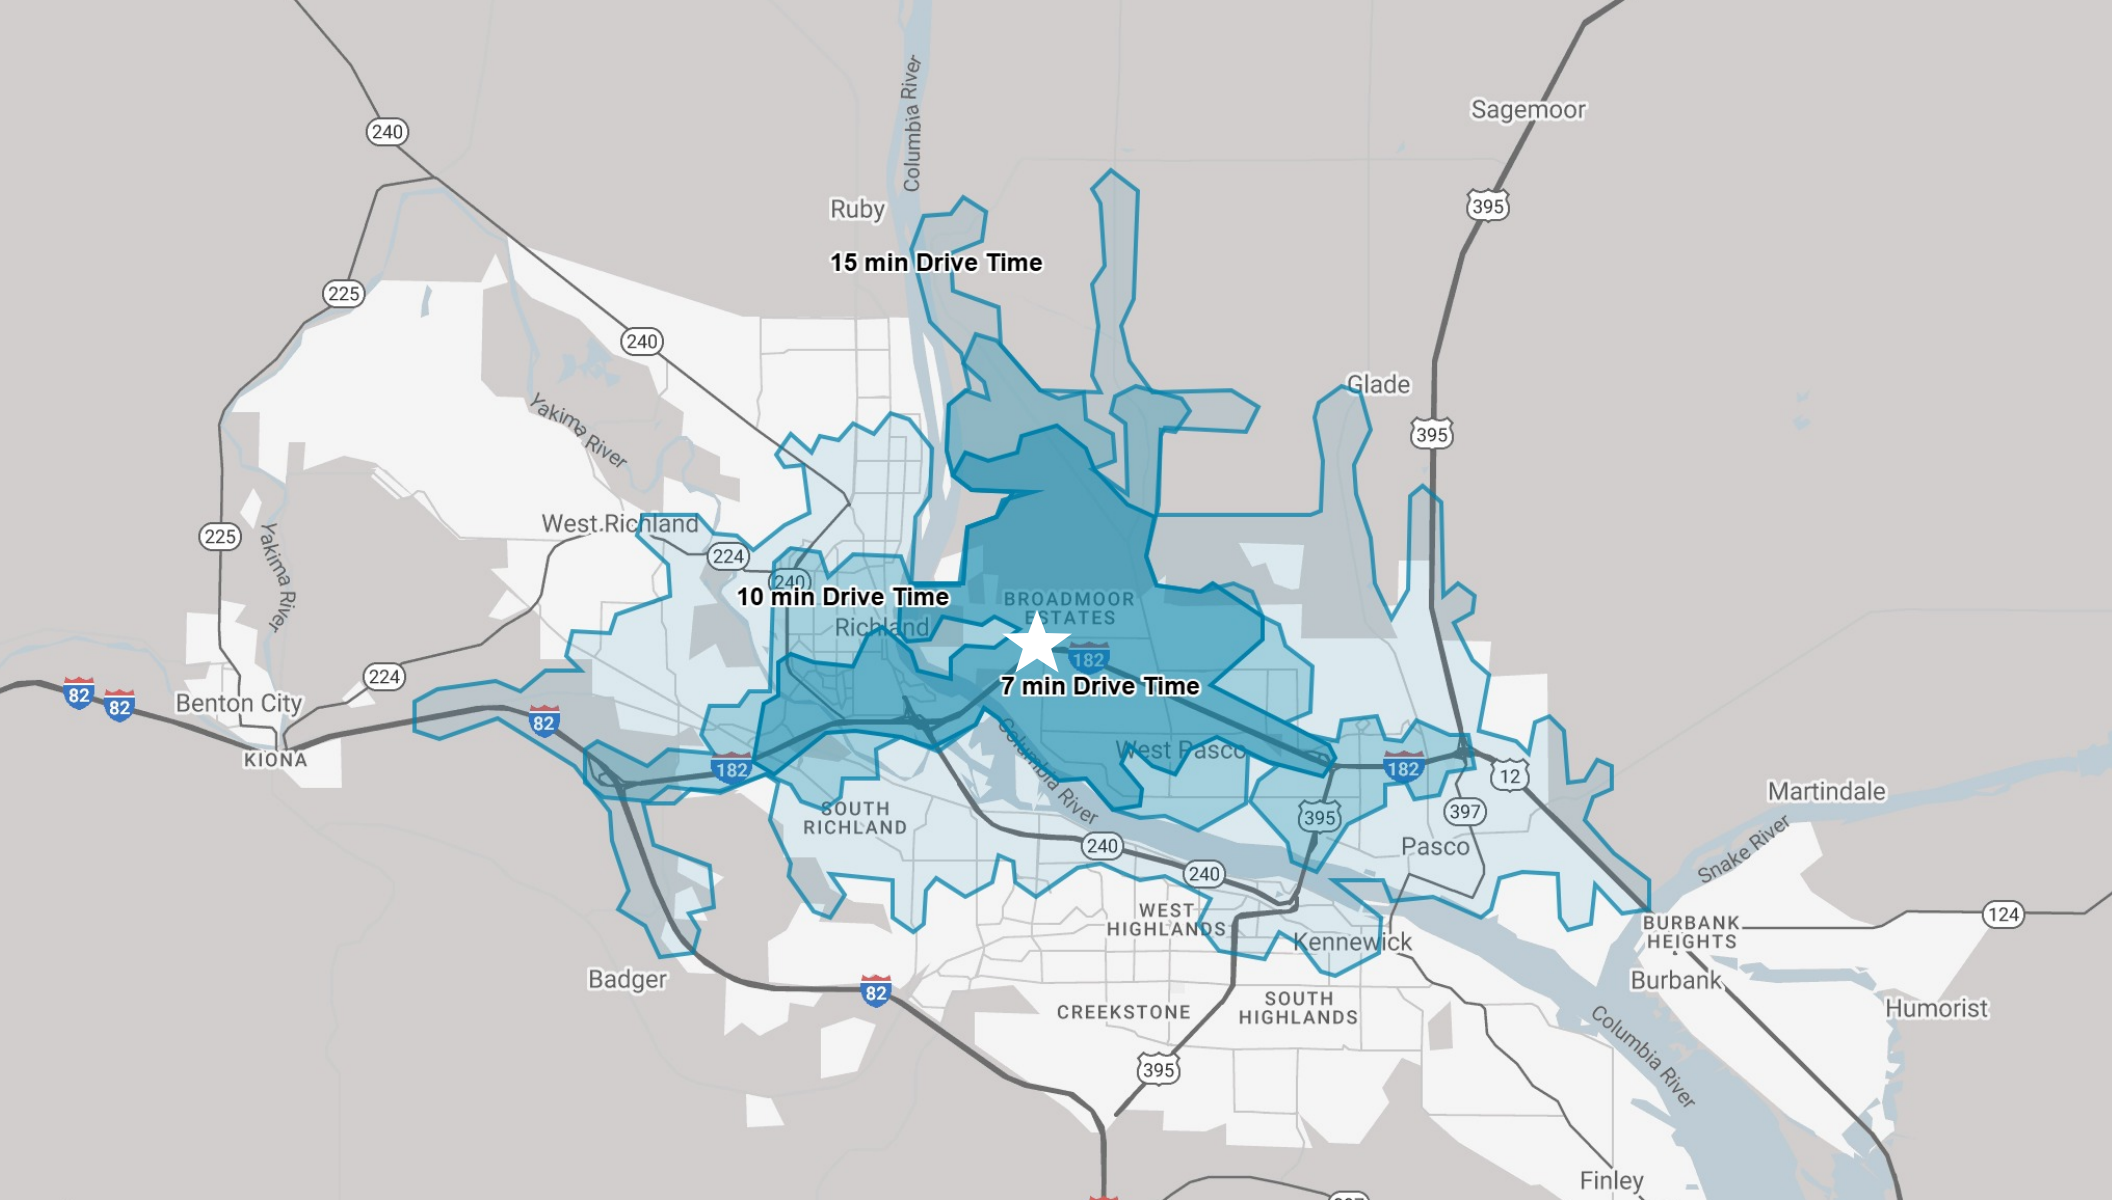 Sagemoor
240
Columbia River
395
Ruby
15 min Drive Time
225
240
Glade
Yakima River
395
West Richland
225
224
240
Yakima River
10 min Drive Time
BROADMOOR
ESTATES
Richland
182
224
7 min Drive Time
82
82
Benton City
82
KIONA
Columbia River
West Pasco
182
182
12
Martindale
SOUTH
RICHLAND
395
397
Pasco
Snake River
240
240
WEST
HIGHLANDS
Kennewick
124
BURBANK
HEIGHTS
Badger
82
Burbank
CREEKSTONE
SOUTH
HIGHLANDS
Humorist
Columbia River
395
Finley